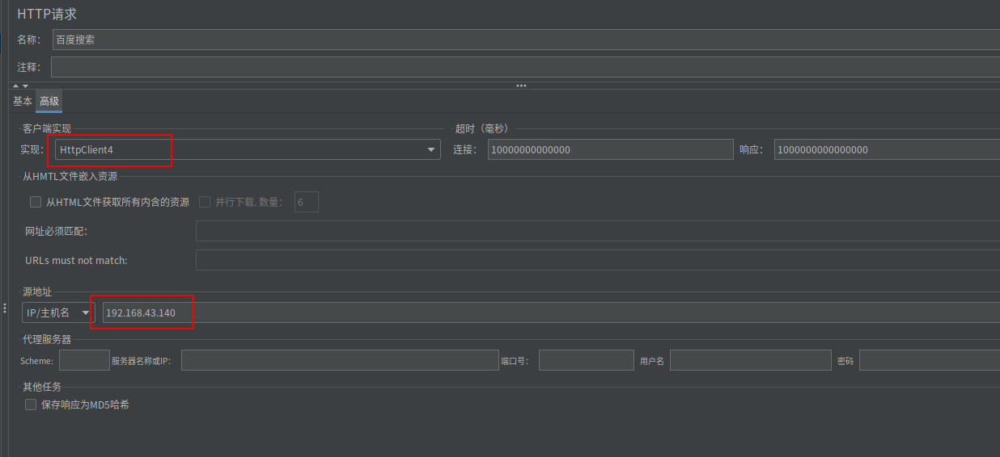 HTTP请求
名称： 百度搜索
注释：
基本 高级
客户端实现 超时（毫秒）
实现： HttpClient4 连接： 10000000000000 响应： 1000000000000000
从HMTL文件嵌入资源
从HTML文件获取所有内含的资源 并行下载. 数量： 6
网址必须匹配：
URLs must not match:
源地址
IP/主机名 192.168.43.140
代理服务器
Scheme: 服务器名称或IP： 端口号： 用户名 密码
其他任务
保存响应为MD5哈希